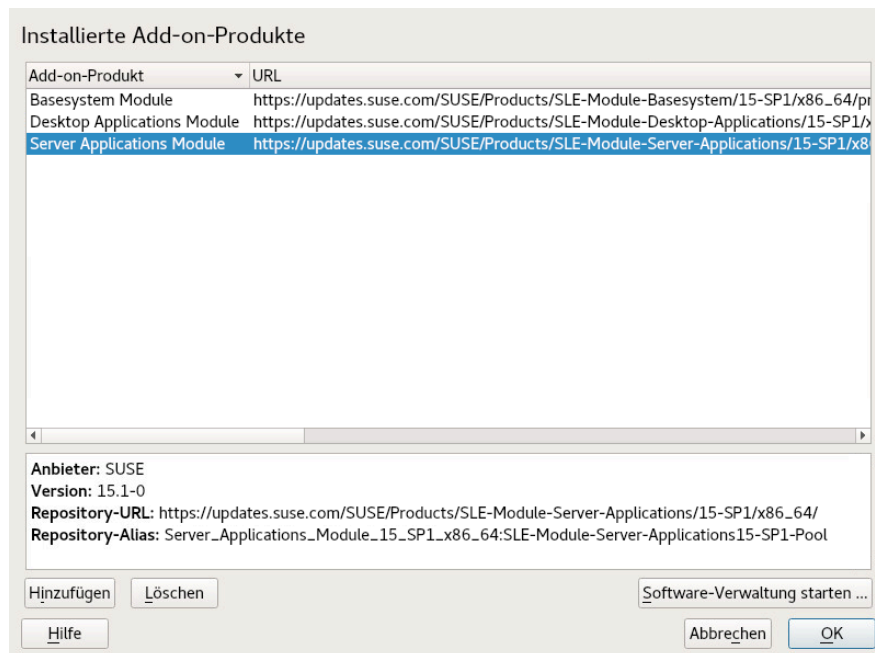 Installierte Add-on-Produkte
Add-on-Produkt URL
Basesystem Module https://updates.suse.com/SUSE/Products/SLE-Module-Basesystem/15-SP1/x86_64/pr
Desktop Applications Module https://updates.suse.com/SUSE/Products/SLE-Module-Desktop-Applications/15-SP1/x
Server Applications Module https://updates.suse.com/SUSE/Products/SLE-Module-Server-Applications/15-SP1/x8
Anbieter: SUSE
Version: 15.1-0
Repository-URL: https://updates.suse.com/SUSE/Products/SLE-Module-Server-Applications/15-SP1/x86_64/
Repository-Alias: Server_Applications_Module_15_SP1_x86_64:SLE-Module-Server-Applications15-SP1-Pool
Hinzufügen Löschen Software-Verwaltung starten ...
Hilfe Abbrechen OK